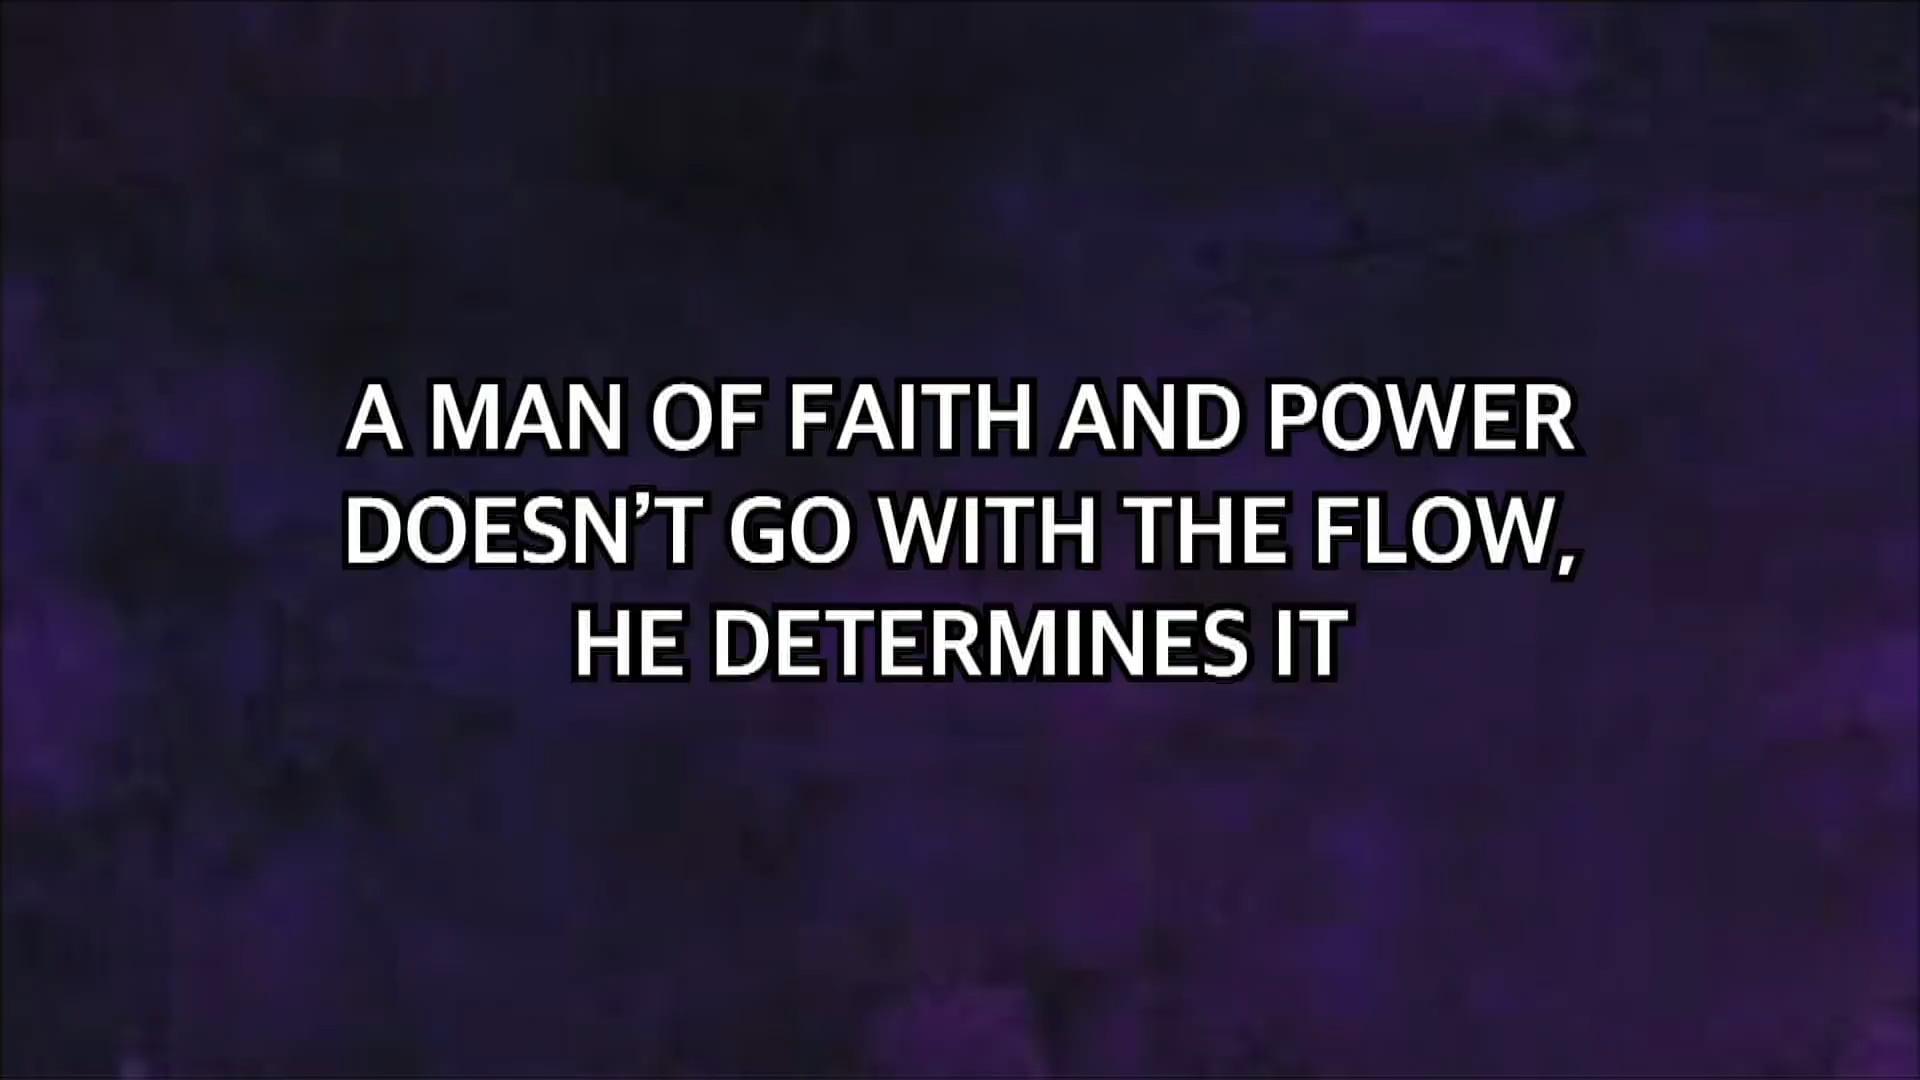 A MAN OF FAITH AND POWER
DOESN’T GO WITH THE FLOW,
HE DETERMINES IT